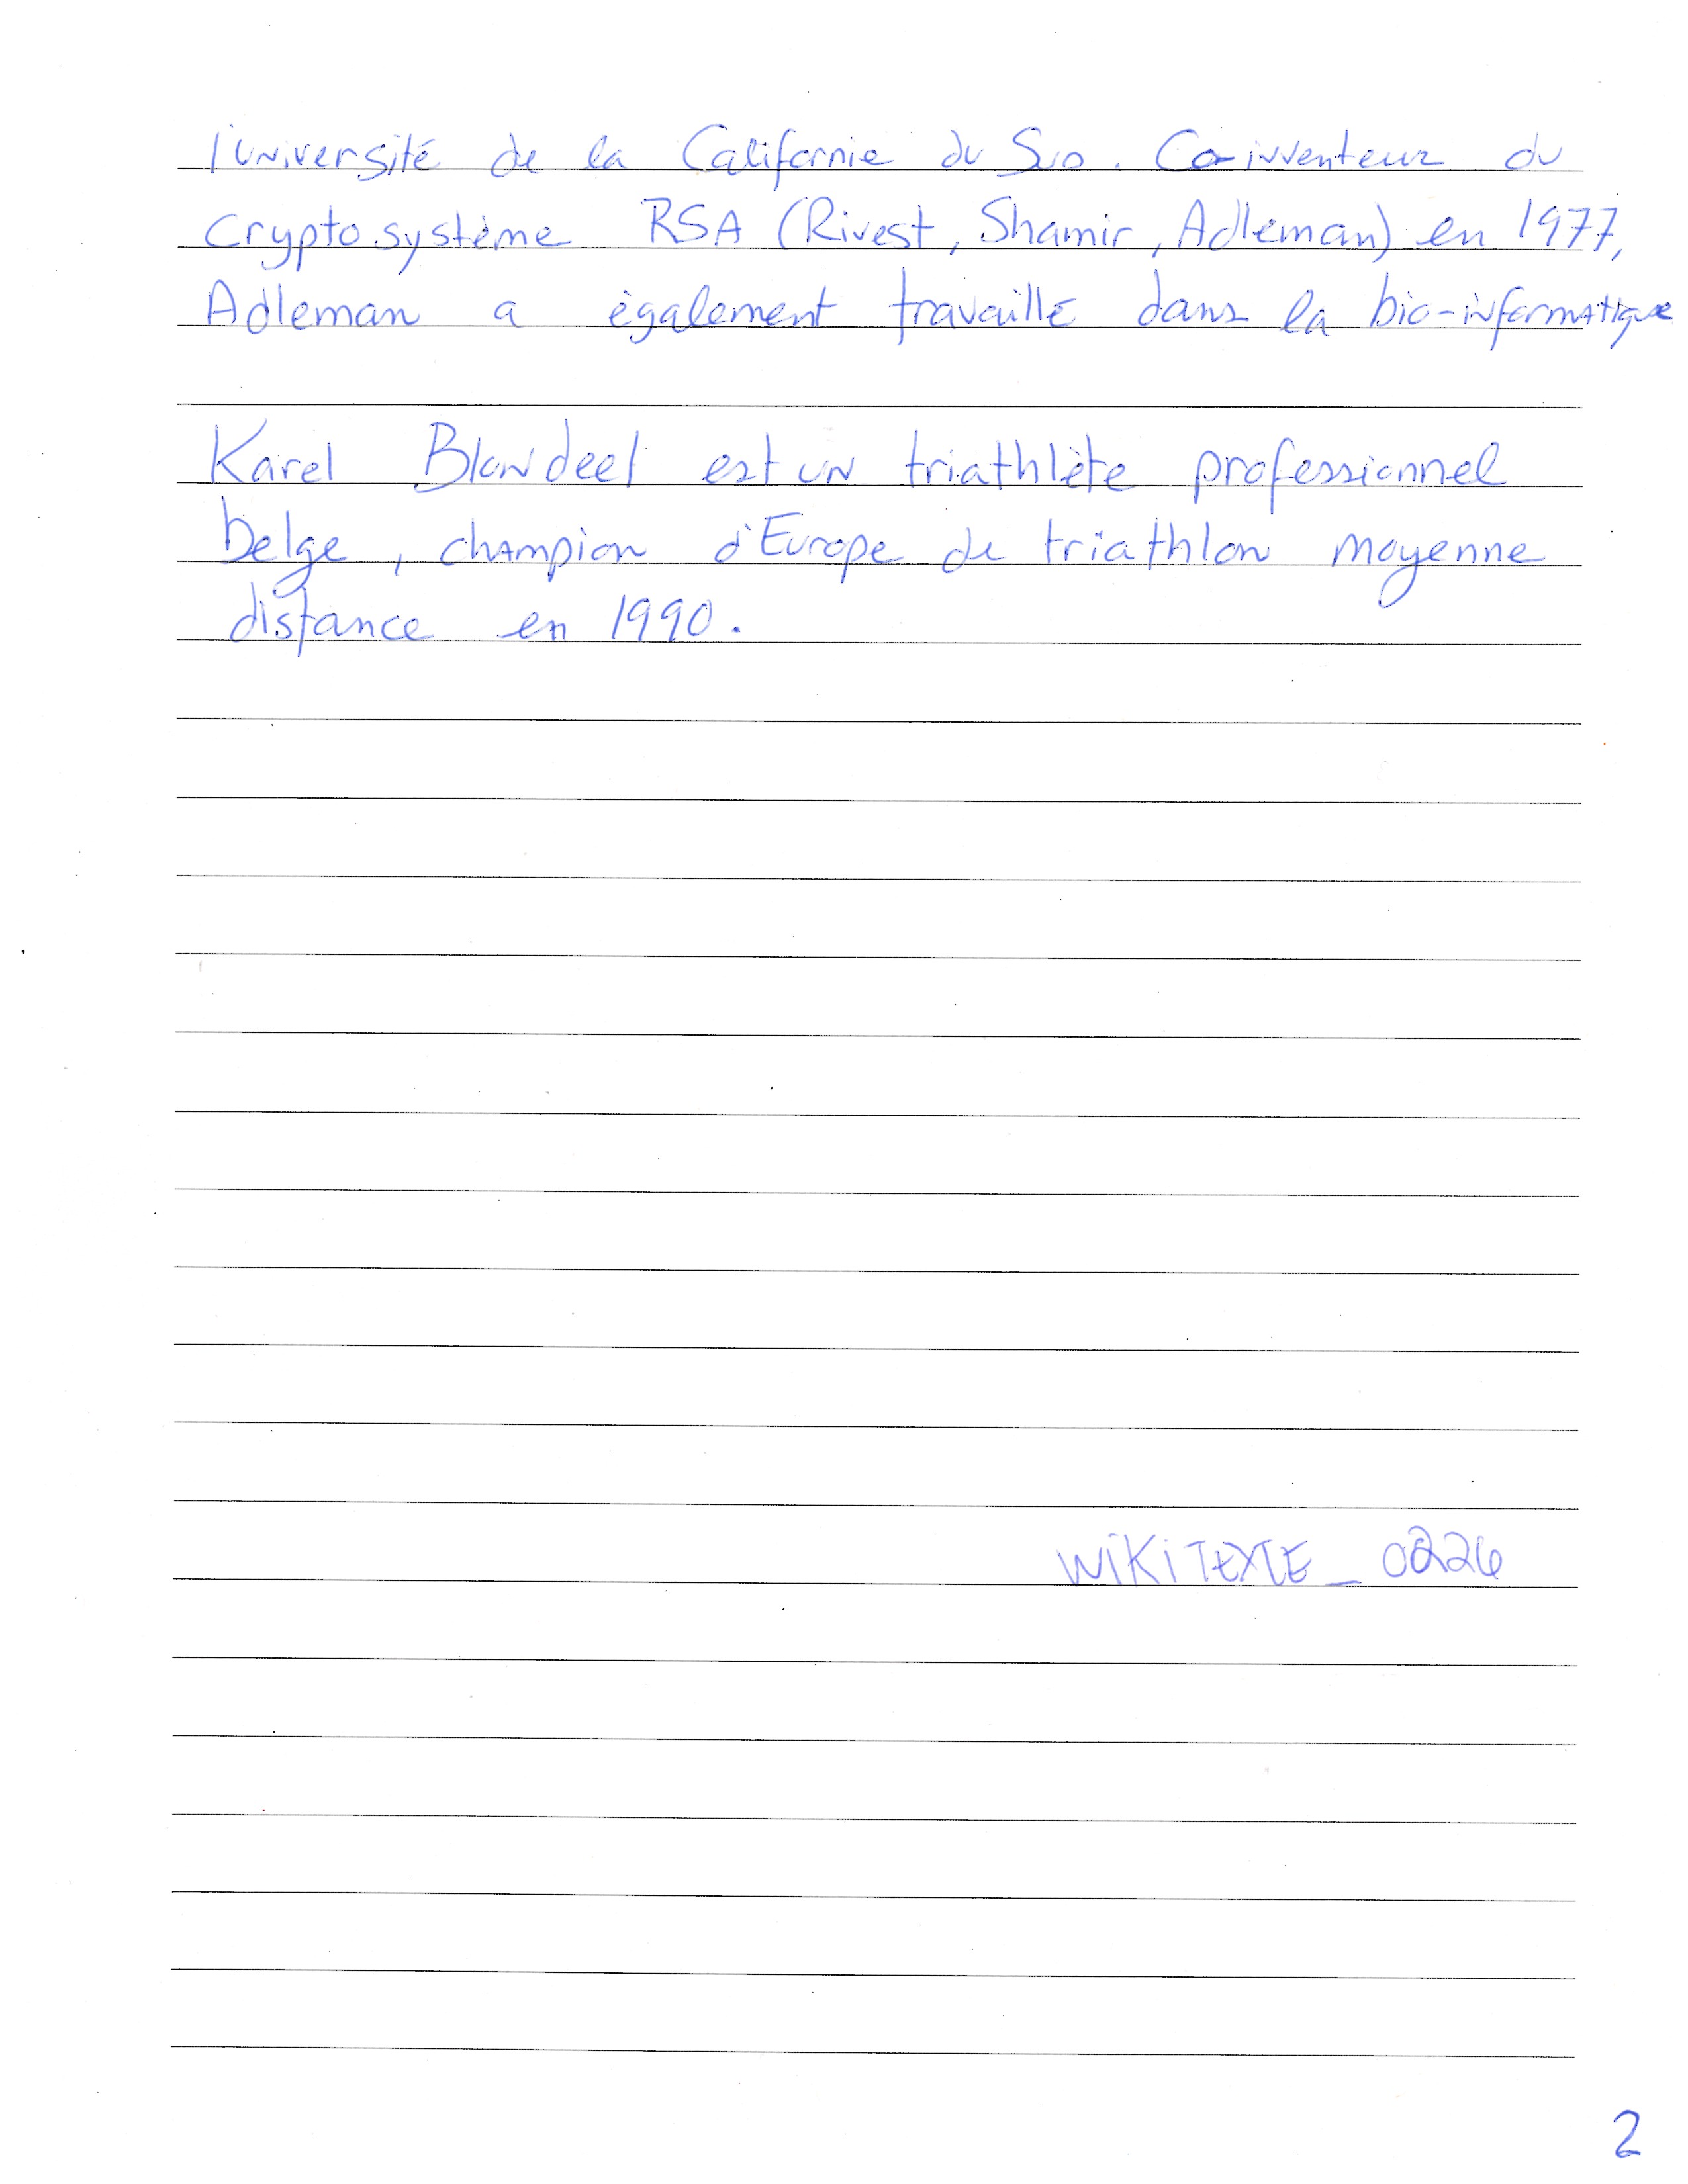 l'Université de la Californie du Sud. Co-inventeur du
cryptosystème RSA (Rivest, Shamir, Adleman) en 1977,
Adleman a également travaillé dans la bio-informatique
Karel Blondeel est un triathlète professionnel
belge, champion d'Europe de triathlon moyenne
distance en 1990.
WiKiTEXTE_0226
2